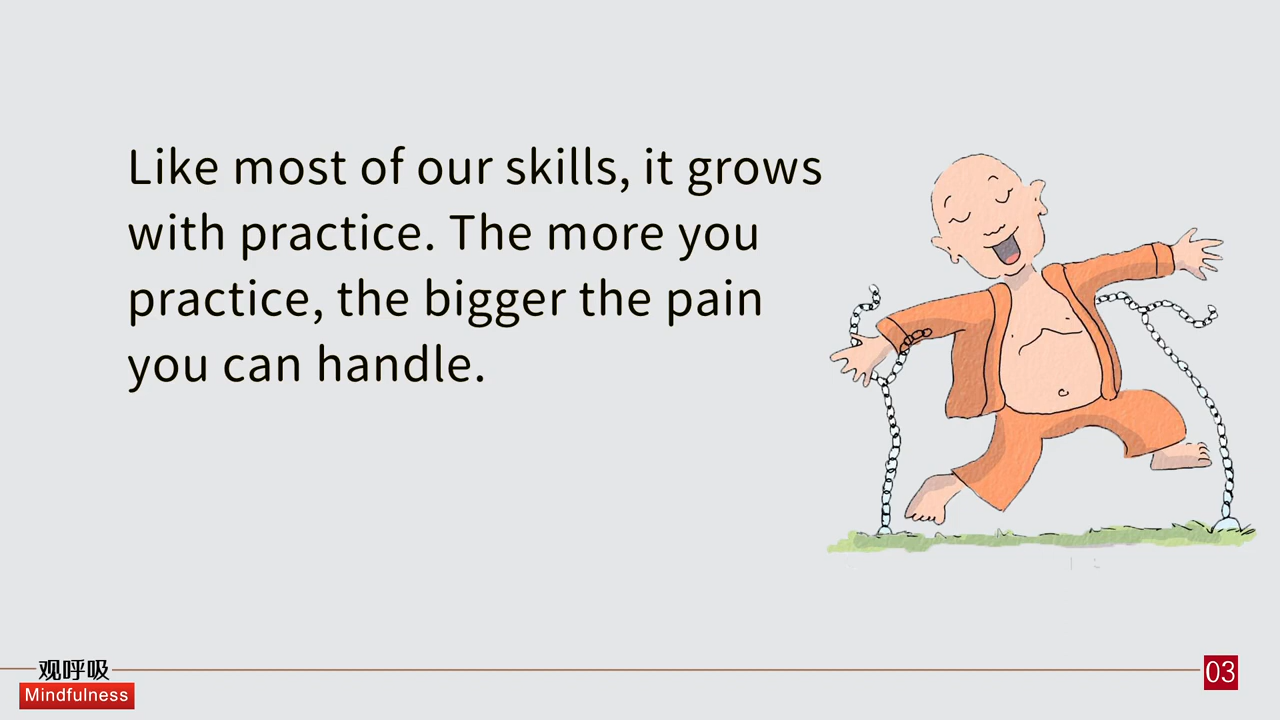 Like most of our skills, it grows
with practice. The more you
practice, the bigger the pain
you can handle.
观呼吸
Mindfulness
03